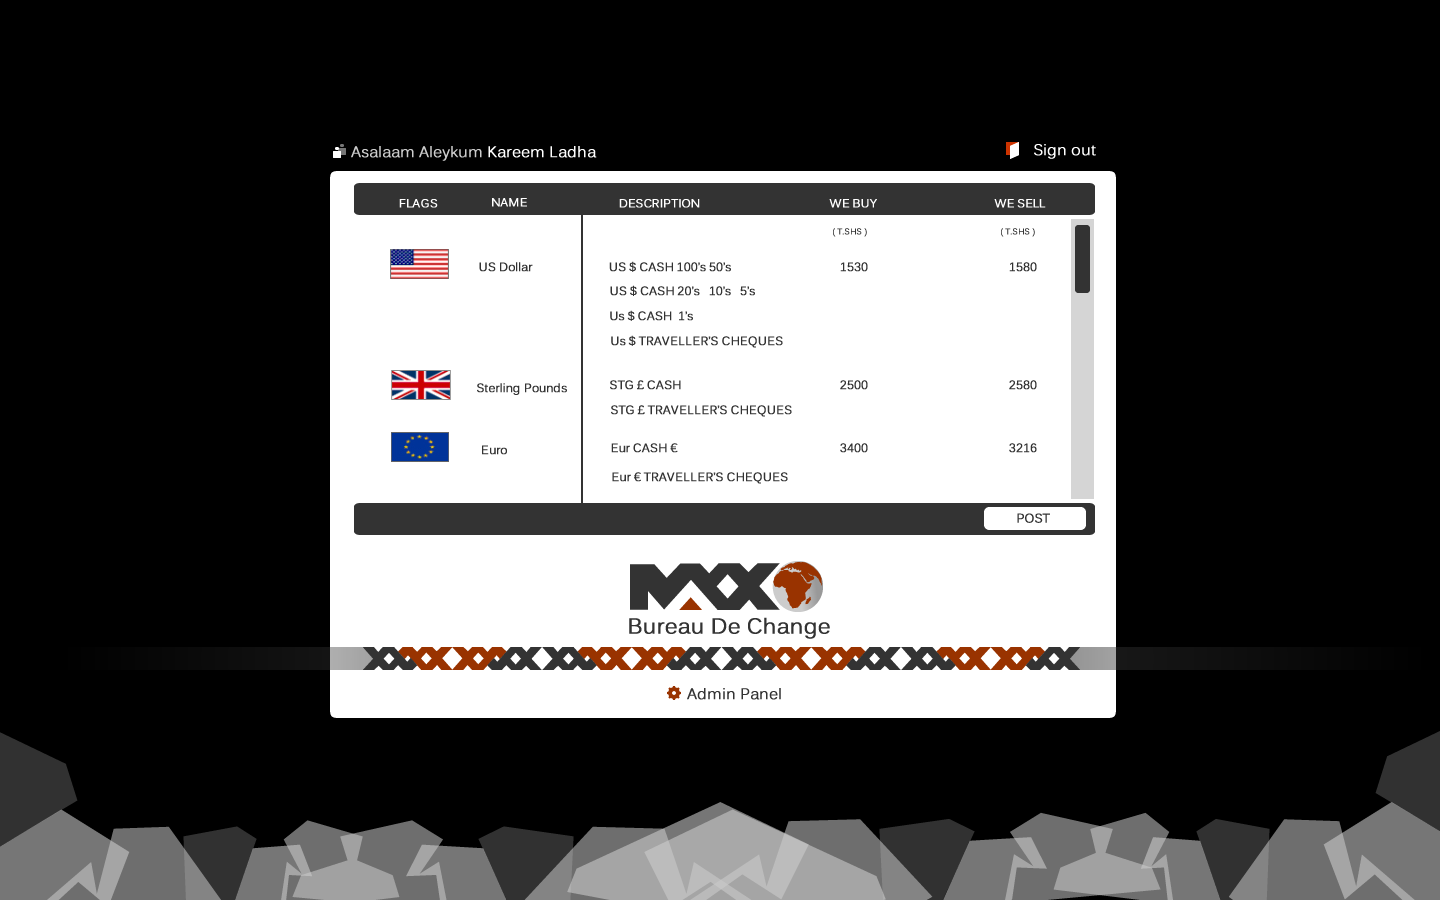 Asalaam Aleykum Kareem Ladha
Sign out
FLAGS NAME DESCRIPTION WE BUY WE SELL
( T.SHS ) ( T.SHS )
US Dollar US $ CASH 100's 50's 1530 1580
US $ CASH 20's 10's 5's
Us $ CASH 1's
Us $ TRAVELLER'S CHEQUES
Sterling Pounds STG £ CASH 2500 2580
STG £ TRAVELLER'S CHEQUES
Euro Eur CASH € 3400 3216
Eur € TRAVELLER'S CHEQUES
POST
MAX
Bureau De Change
Admin Panel